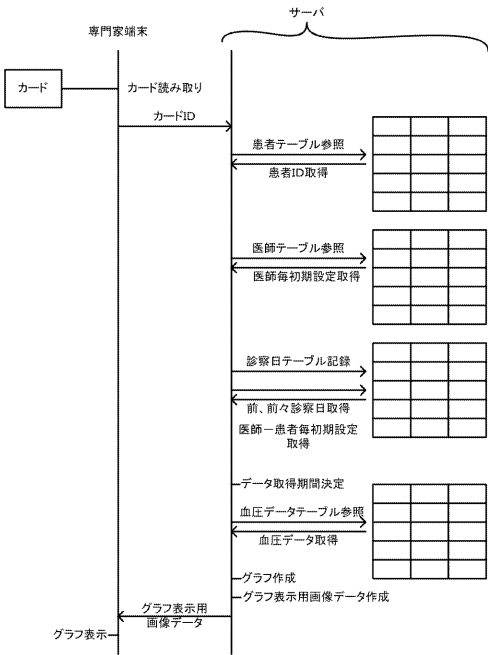 サーバ
専門家端末
カード
カード読み取り
カードID
患者テーブル参照
患者ID取得
医師テーブル参照
医師毎初期設定取得
診察日テーブル記録
前、前々診察日取得
医師－患者毎初期設定
取得
データ取得期間決定
血圧データテーブル参照
血圧データ取得
グラフ作成
グラフ表示用画像データ作成
グラフ表示用
画像データ
グラフ表示